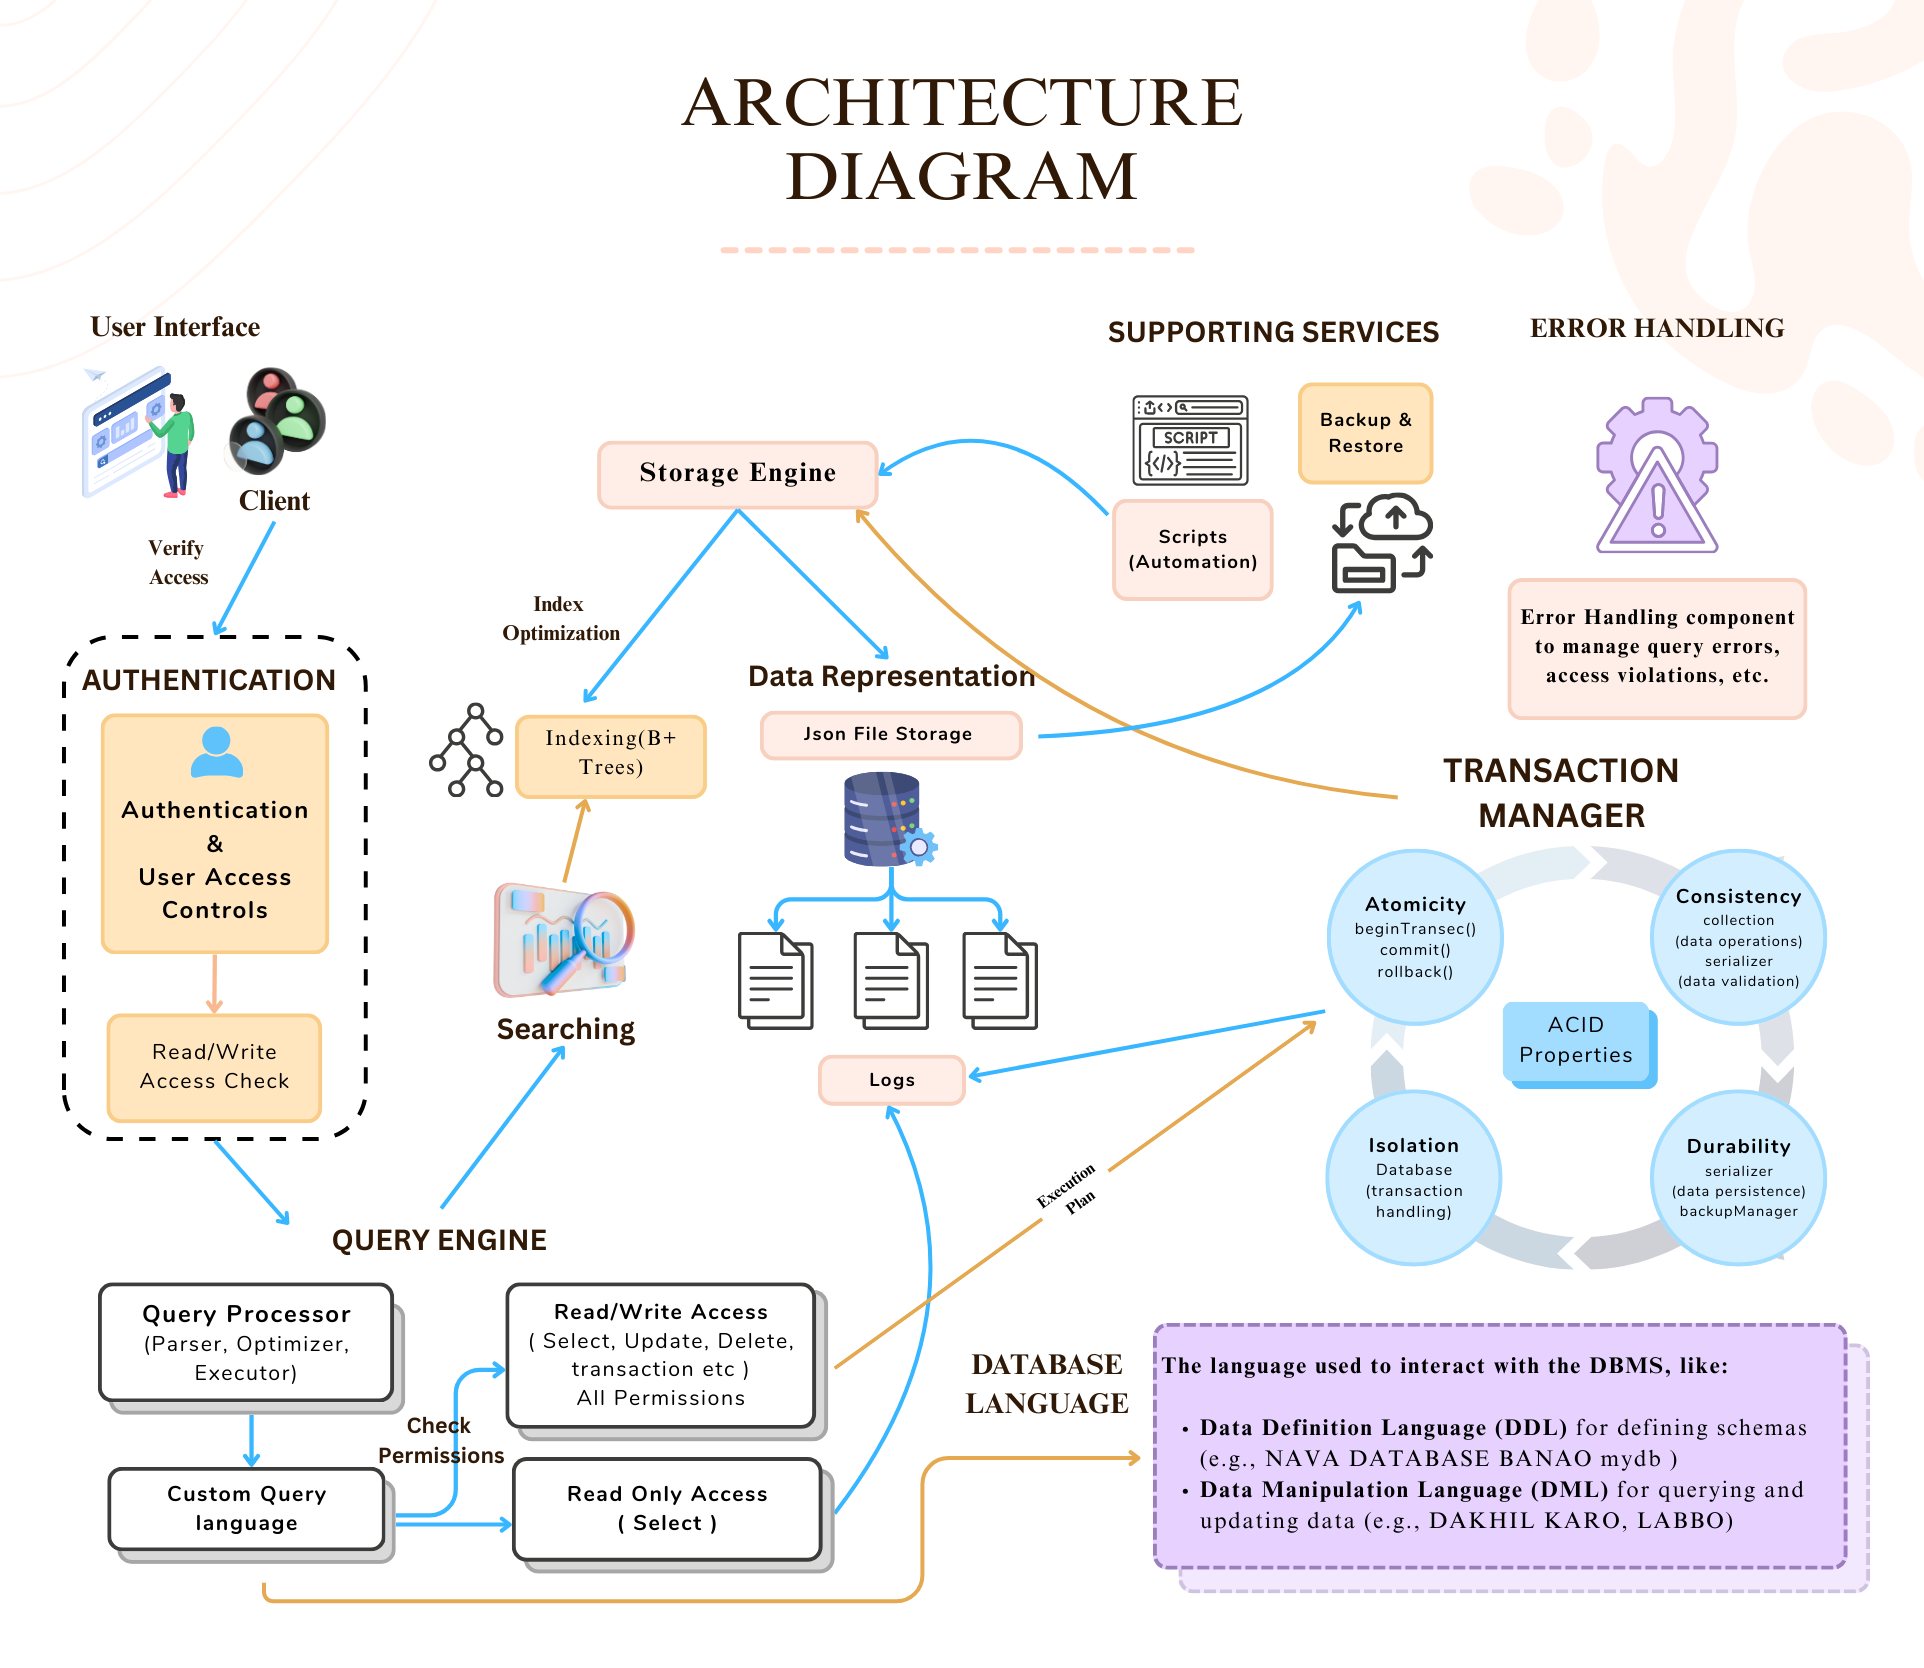 ARCHITECTURE
DIAGRAM
User Interface
Client
Verify
Access
AUTHENTICATION
Authentication
&
User Access
Controls
Read/Write
Access Check
Storage Engine
Index
Optimization
Indexing(B+
Trees)
Searching
Data Representation
Json File Storage
Logs
SUPPORTING SERVICES
SCRIPT
Scripts
(Automation)
Backup &
Restore
ERROR HANDLING
Error Handling component
to manage query errors,
access violations, etc.
TRANSACTION
MANAGER
Atomicity
beginTransec()
commit()
rollback()
Consistency
collection
(data operations)
serializer
(data validation)
ACID
Properties
Isolation
Database
(transaction
handling)
Durability
serializer
(data persistence)
backupManager
Execution
Plan
QUERY ENGINE
Query Processor
(Parser, Optimizer,
Executor)
Custom Query
language
Check
Permissions
Read/Write Access
( Select, Update, Delete,
transaction etc )
All Permissions
Read Only Access
( Select )
DATABASE
LANGUAGE
The language used to interact with the DBMS, like:
• Data Definition Language (DDL) for defining schemas
(e.g., NAVA DATABASE BANAO mydb )
• Data Manipulation Language (DML) for querying and
updating data (e.g., DAKHIL KARO, LABBO)